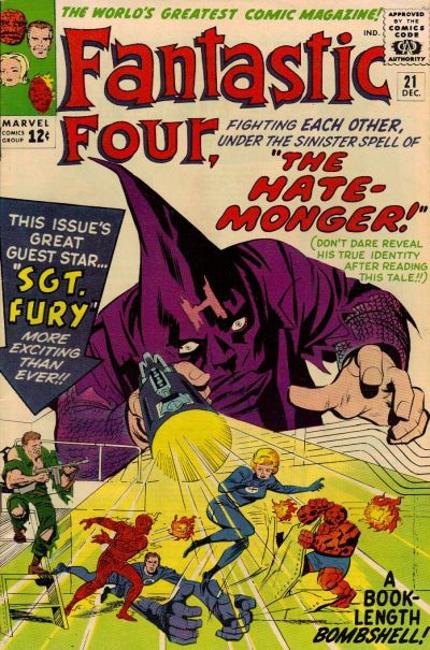 THE WORLD'S GREATEST COMIC MAGAZINE!
APPROVED
BY THE
COMICS
CODE
CA
AUTHORITY
IND.
Fantastic
21
DEC.
MARVEL
COMICS
GROUP
12¢
FOUR,
FIGHTING EACH OTHER,
UNDER THE SINISTER SPELL OF
"THE
HATE-
MONGER!"
(DON'T DARE REVEAL
HIS TRUE IDENTITY
AFTER READING
THIS TALE!!)
THIS ISSUE'S
GREAT
GUEST STAR...
"SGT.
FURY"
MORE
EXCITING
THAN
EVER!!
H
A
BOOK-
LENGTH
BOMBSHELL!